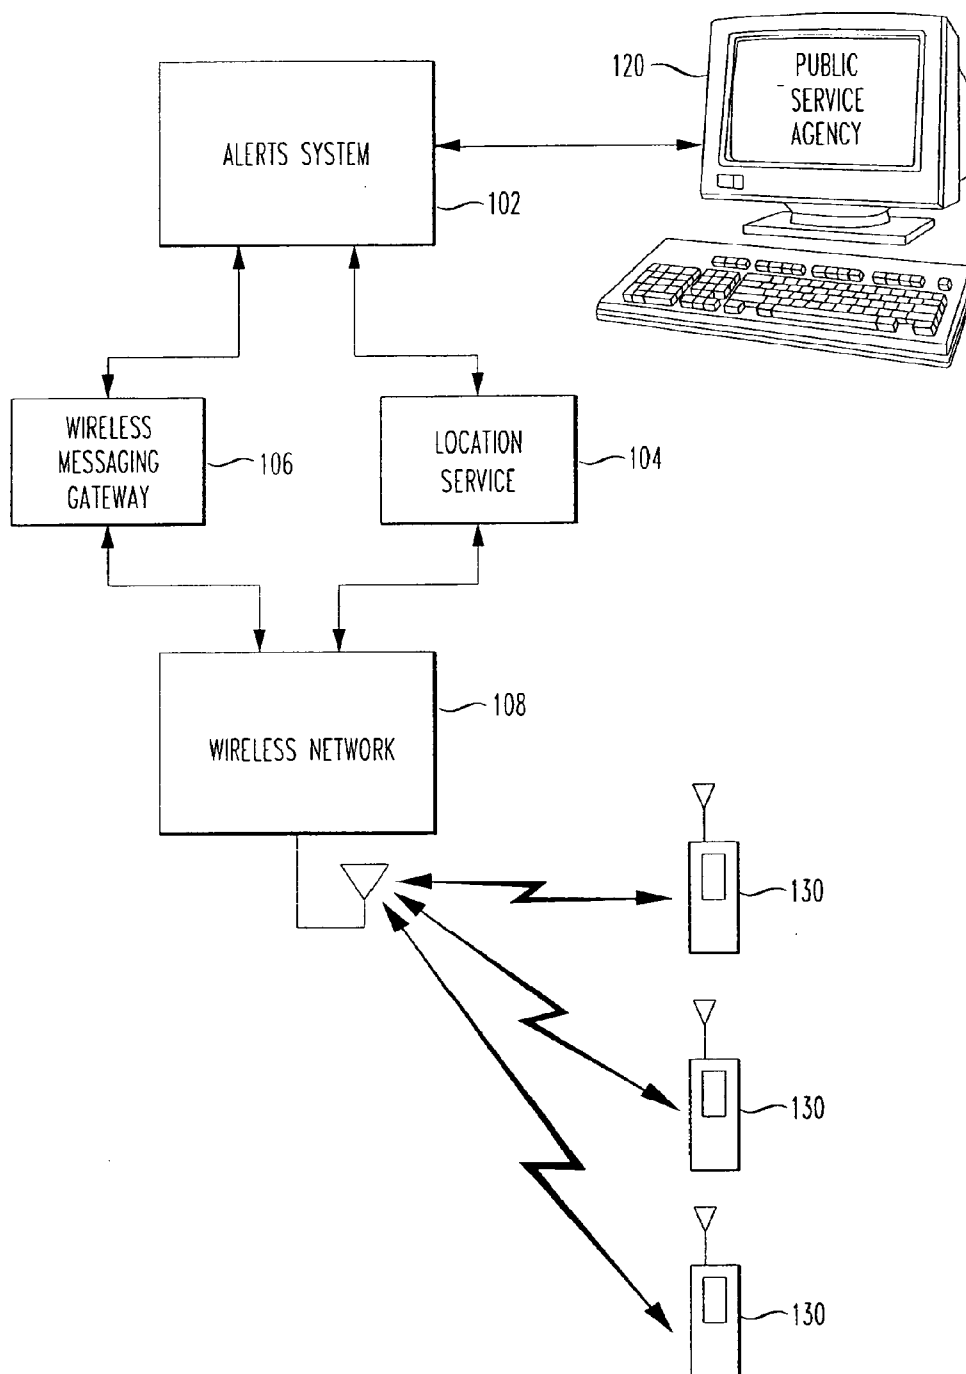 120
PUBLIC
SERVICE
AGENCY
ALERTS SYSTEM
102
WIRELESS
MESSAGING
GATEWAY
106
LOCATION
SERVICE
104
108
WIRELESS NETWORK
130
130
130